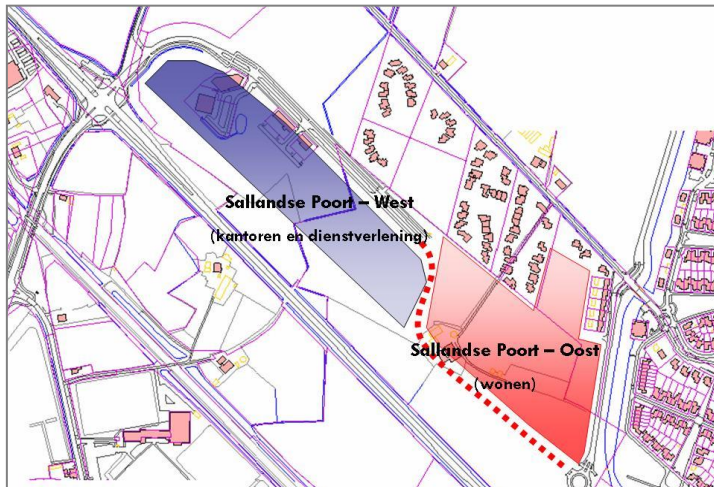 Sallandse Poort – West
(kantoren en dienstverlening)
Sallandse Poort – Oost
(wonen)